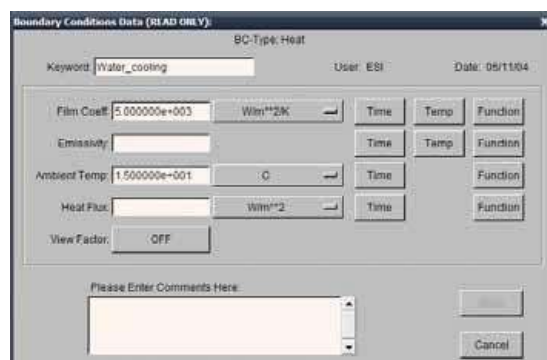 Boundary Conditions Data (READ ONLY):
BC-Type: Heat
Keyword: Water_cooling User: ESI Date: 05/11/04
Film Coeff: 5.000000e+003 W/m**2/K Time Temp Function
Emissivity: Time Temp Function
Ambient Temp: 1.500000e+001 C Time Function
Heat Flux: W/m**2 Time Function
View Factor: OFF
Please Enter Comments Here:
Cancel